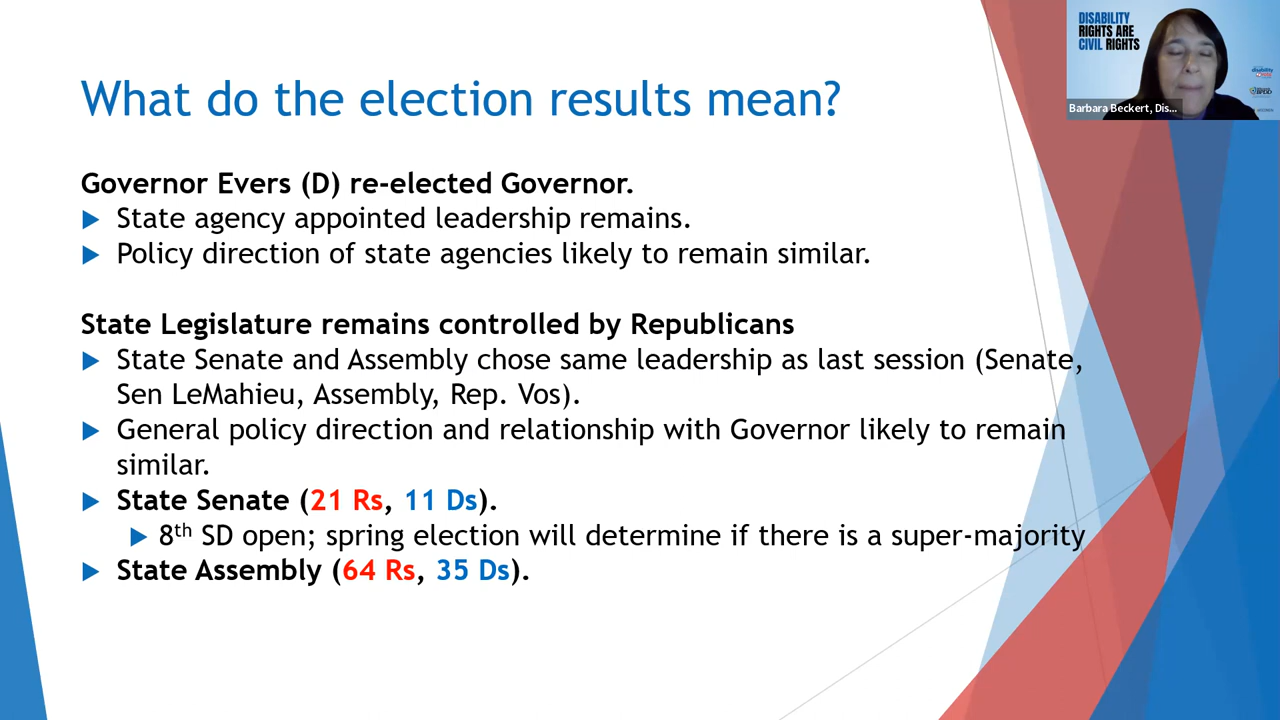 DISABILITY
RIGHTS ARE
CIVIL RIGHTS
Barbara Beckert, Dis...
What do the election results mean?
Governor Evers (D) re-elected Governor.
State agency appointed leadership remains.
Policy direction of state agencies likely to remain similar.
State Legislature remains controlled by Republicans
State Senate and Assembly chose same leadership as last session (Senate,
Sen LeMahieu, Assembly, Rep. Vos).
General policy direction and relationship with Governor likely to remain
similar.
State Senate (21 Rs, 11 Ds).
8th SD open; spring election will determine if there is a super-majority
State Assembly (64 Rs, 35 Ds).